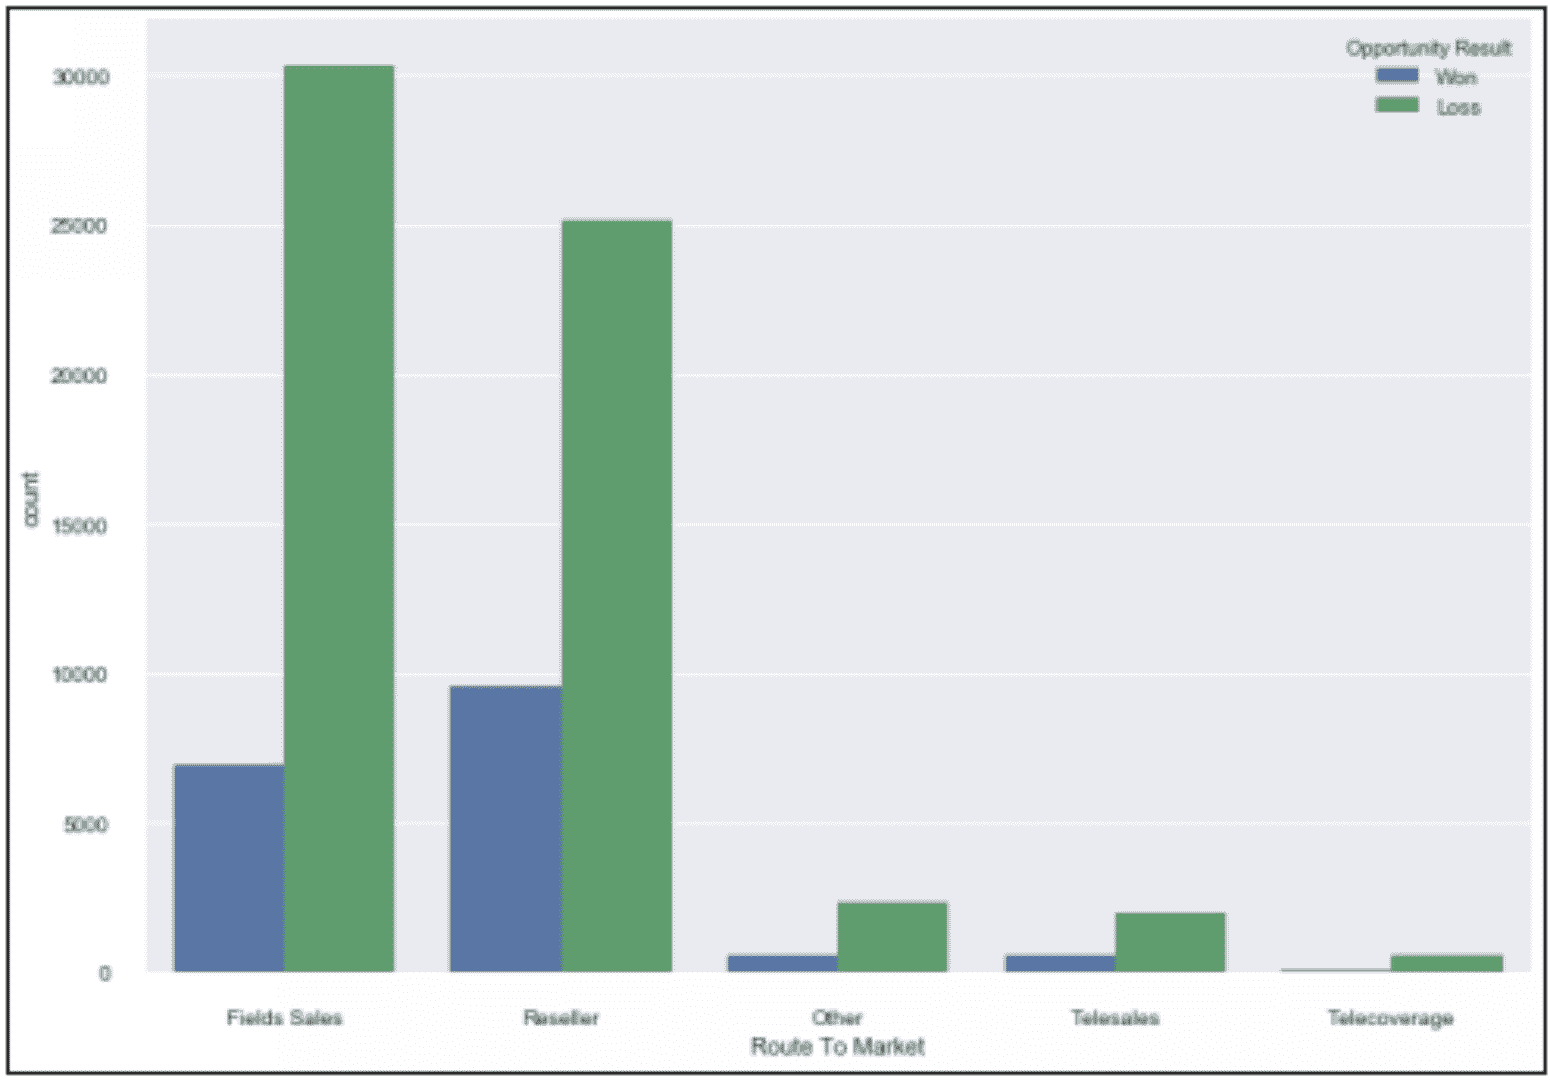 Opportunity Result
Won
Loss
30000
25000
20000
15000
10000
5000
0
count
Fields Sales
Reseller
Other
Telesales
Telecoverage
Route To Market